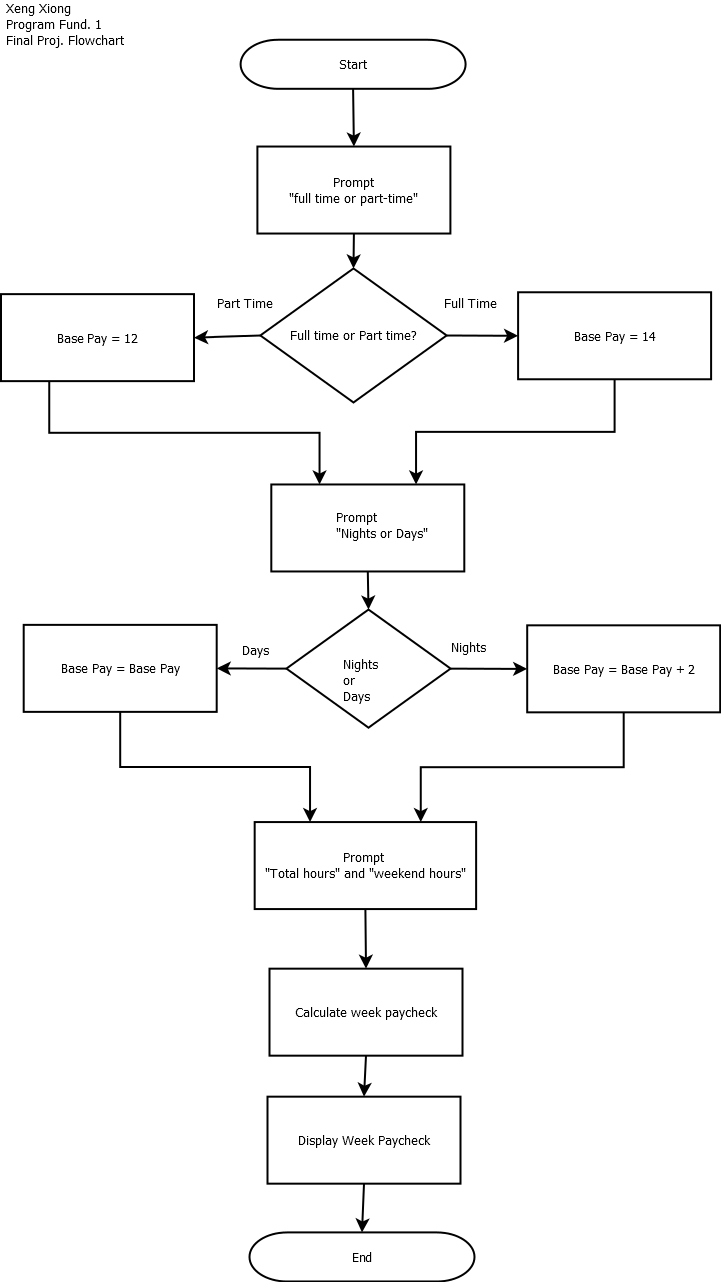 Xeng Xiong
Program Fund. 1
Final Proj. Flowchart
Start
Prompt
"full time or part-time"
Part Time
Full Time
Base Pay = 12
Full time or Part time?
Base Pay = 14
Prompt
"Nights or Days"
Days
Nights
Base Pay = Base Pay
Nights
or
Days
Base Pay = Base Pay + 2
Prompt
"Total hours" and "weekend hours"
Calculate week paycheck
Display Week Paycheck
End